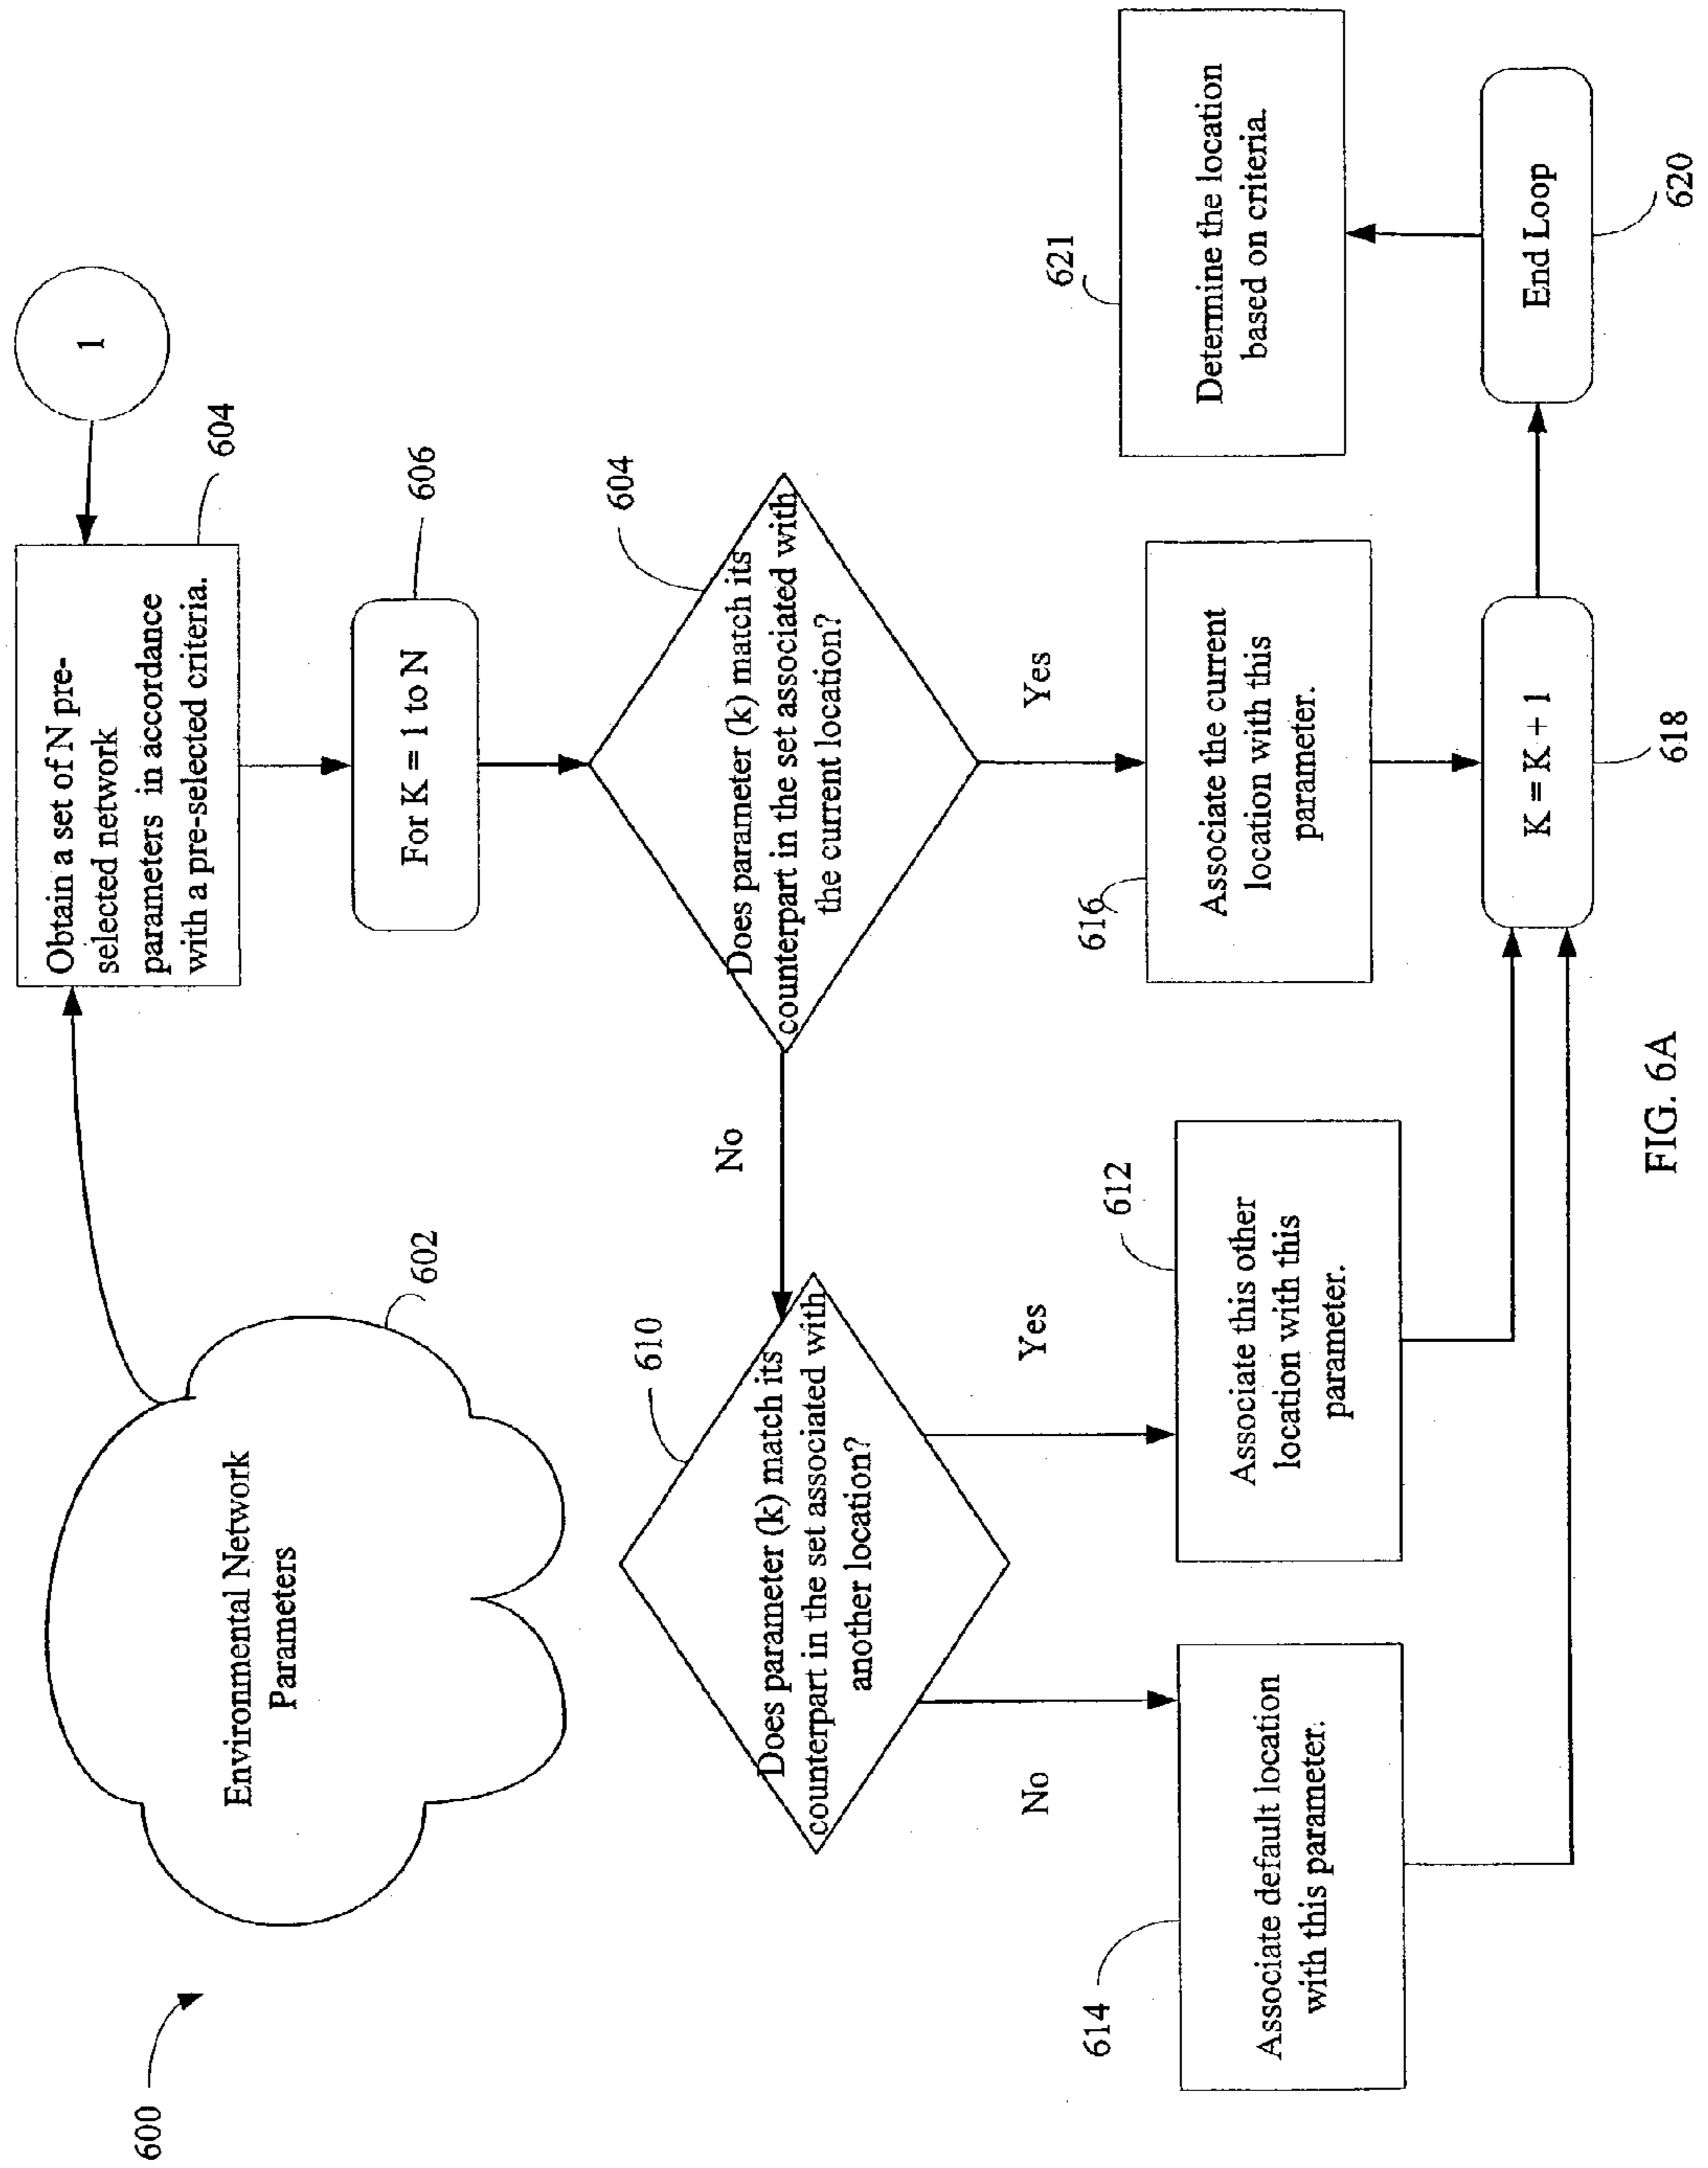 600
Environmental Network
Parameters
602
1
Obtain a set of N pre-
selected network
parameters in accordance
with a pre-selected criteria.
604
For K = 1 to N
606
Does parameter (k) match its
counterpart in the set associated with
the current location?
604
No
Yes
Does parameter (k) match its
counterpart in the set associated with
another location?
610
No
Yes
Associate default location
with this parameter.
614
Associate this other
location with this
parameter.
612
Associate the current
location with this
parameter.
616
K = K + 1
618
End Loop
620
Determine the location
based on criteria.
621
FIG. 6A